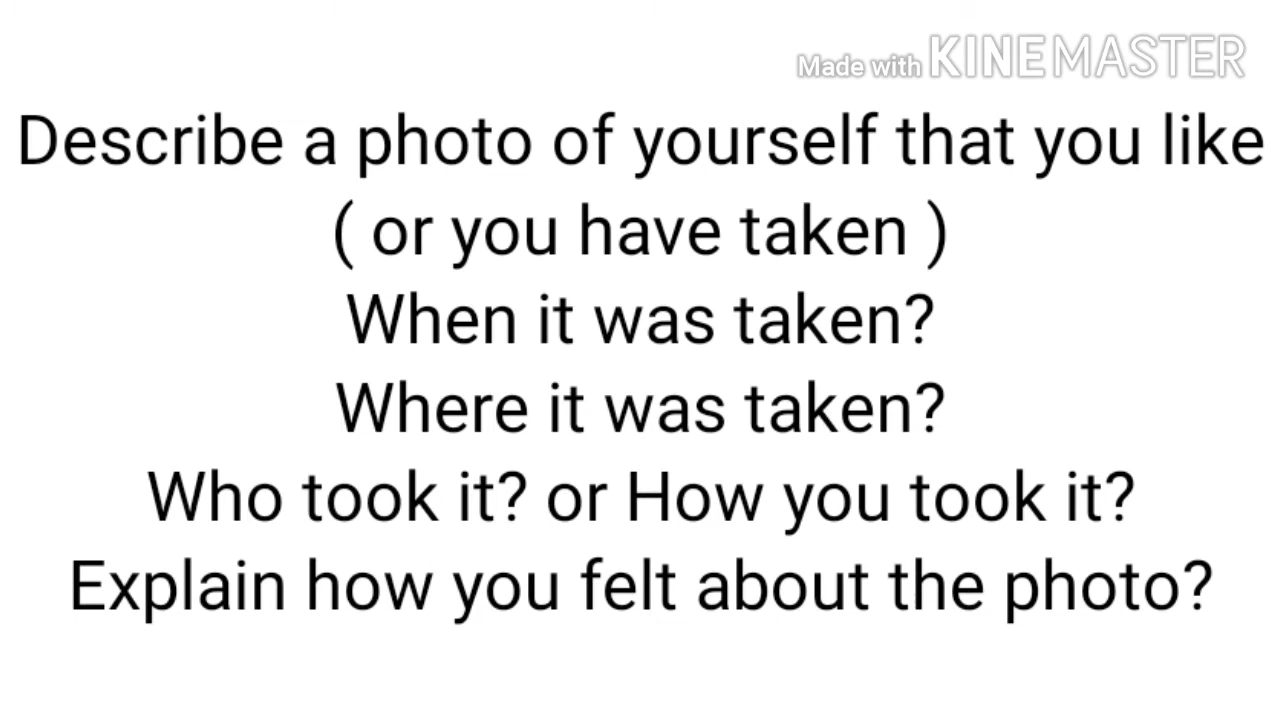 Made with KINEMASTER
Describe a photo of yourself that you like
( or you have taken )
When it was taken?
Where it was taken?
Who took it? or How you took it?
Explain how you felt about the photo?